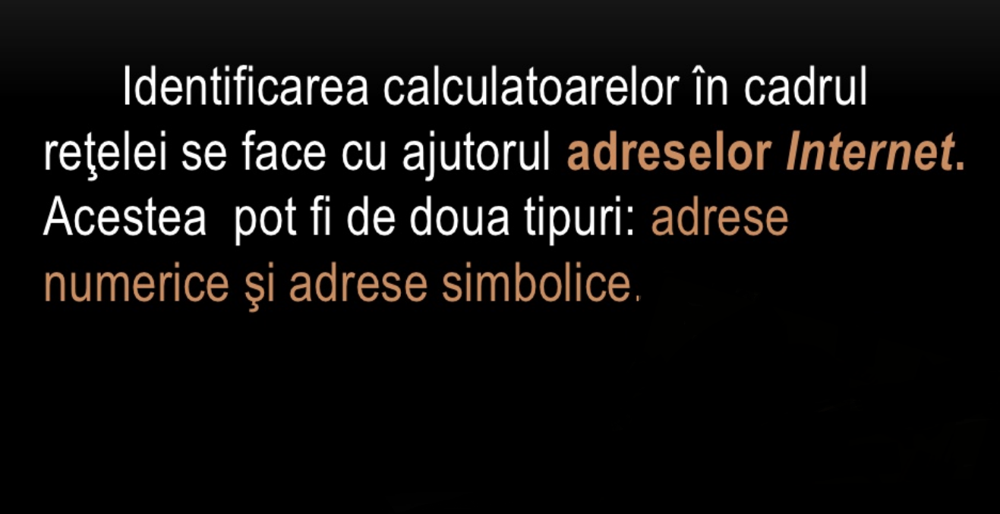 Identificarea calculatoarelor în cadrul
reţelei se face cu ajutorul adreselor Internet.
Acestea  pot fi de doua tipuri: adrese
numerice şi adrese simbolice.